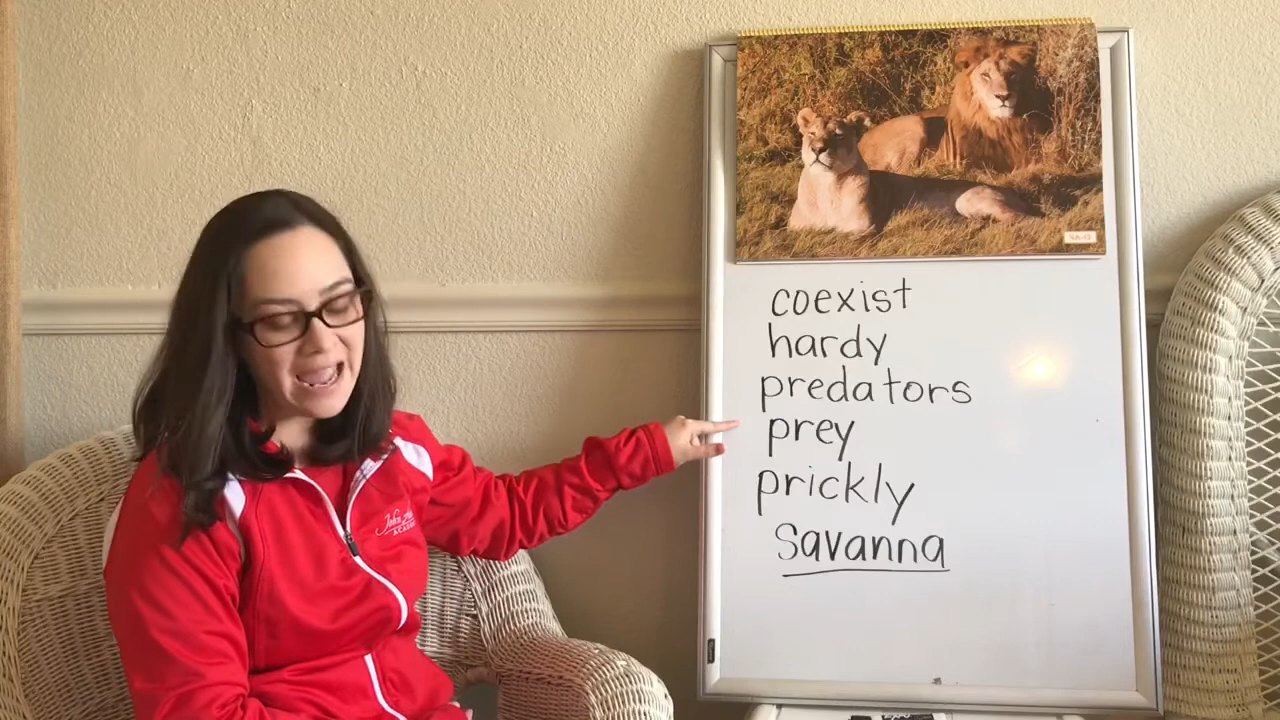 coexist
hardy
predators
prey
prickly
Savanna